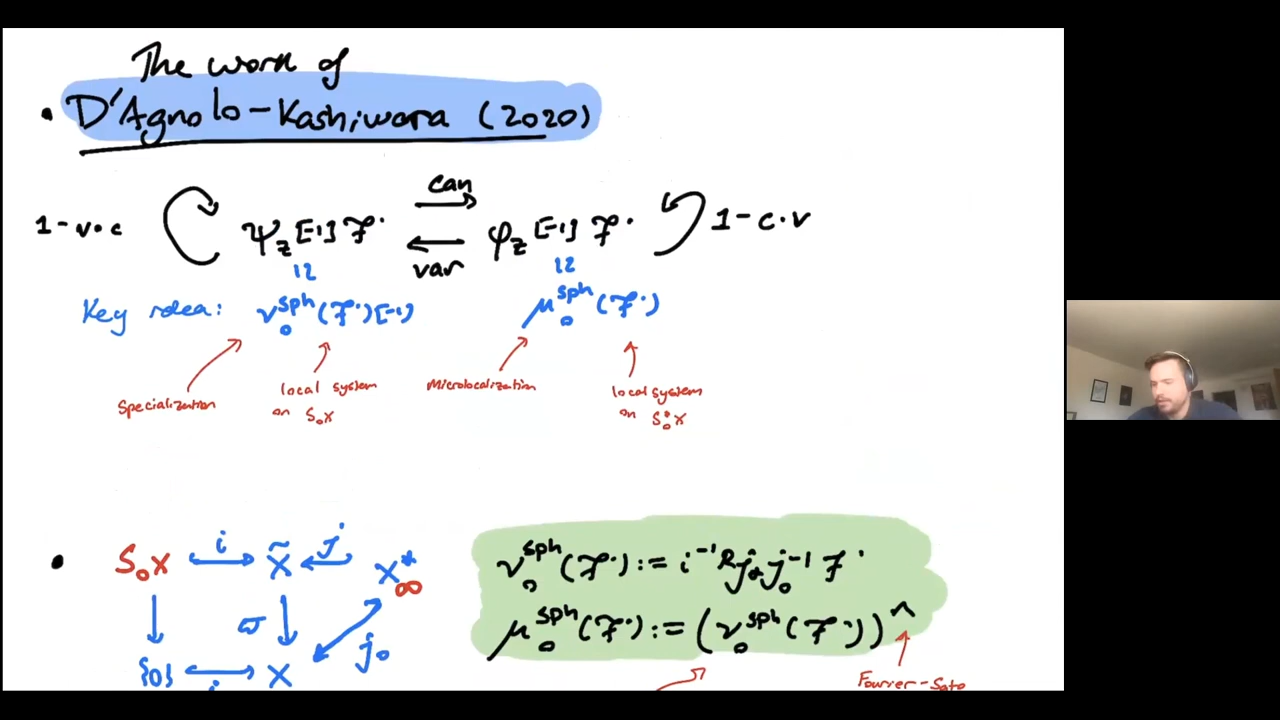 The work of
• D'Agnolo-Kashiwara (2020)
1-v·c ψ_z[-1]F^• can φ_z[-1]F^• 1-c·v
var
Key idea: ν_0^{sph}(F^•)[-1] μ_0^{sph}(F^•)
Specialization local system on S_0X Microlocalization local system on S_0^*X
• S_0X i X̃ j X^*_∞ ν_0^{sph}(F^•) := i^{-1} R j_* j_0^{-1} F^•
ϖ j_0 μ_0^{sph}(F^•) := (ν_0^{sph}(F^•))^∧
{0} X
Fourier-Sato